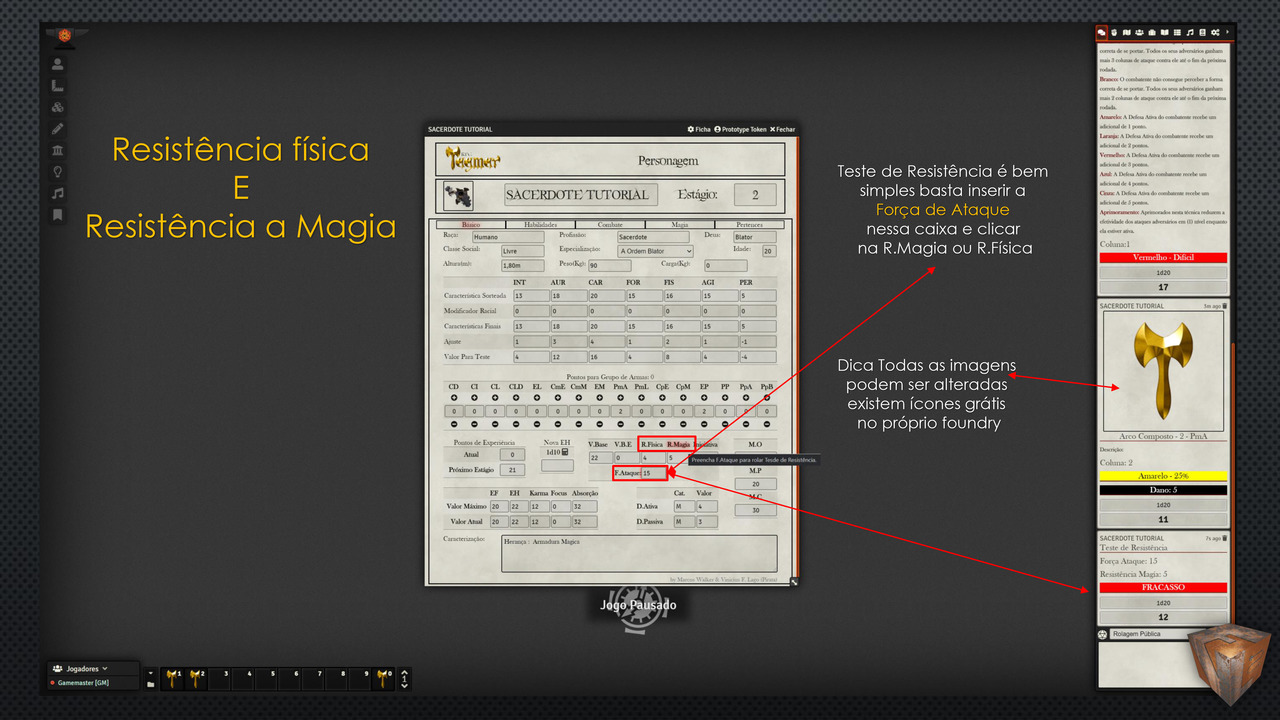 Resistência física
E
Resistência a Magia
SACERDOTE TUTORIAL
Ficha Prototype Token Fechar
Tagmar
Personagem
SACERDOTE TUTORIAL Estágio: 2
Básico Habilidades Combate Magia Pertences
Raça: Humano Profissão: Sacerdote Deus: Blator
Classe Social: Livre Especialização: A Ordem Blator Idade: 20
Altura(m): 1,80m Peso(Kg): 90 Carga(Kg): 0
INT AUR CAR FOR FIS AGI PER
Característica Sorteada 13 18 20 15 16 15 5
Modificador Racial 0 0 0 0 0 0 0
Características Finais 13 18 20 15 16 15 5
Ajuste 1 3 4 1 2 1 -1
Valor Para Teste 4 12 16 4 8 4 -4
Pontos para Grupo de Armas: 0
CD CI CL CLD EL CmE CmM EM PmA PmL CpE CpM EP PP PpA PpB
0 0 0 0 0 0 0 0 2 0 0 0 2 0 0 0
Pontos de Experiência
Atual 0
Próximo Estágio 21
Nova EH
1d10
V.Base V.B.E R.Física R.Magia
22 0 4 5
F.Ataque: 15
Preencha F.Ataque para rolar Tesde de Resistência.
M.O
M.P
20
M.C
30
EF EH Karma Focus Absorção
Valor Máximo 20 22 12 0 32
Valor Atual 20 22 12 0 32
Cat. Valor
D.Ativa M 4
D.Passiva M 3
Caracterização: Herança : Armadura Magica
Jogo Pausado
Teste de Resistência é bem
simples basta inserir a
Força de Ataque
nessa caixa e clicar
na R.Magia ou R.Física
Dica Todas as imagens
podem ser alteradas
existem ícones grátis
no próprio foundry
correta de se portar. Todos os seus adversários ganham
mais 3 colunas de ataque contra ele até o fim da próxima
rodada.
Branco: O combatente não consegue perceber a forma
correta de se portar. Todos os seus adversários ganham
mais 2 colunas de ataque contra ele até o fim da próxima
rodada.
Amarelo: A Defesa Ativa do combatente recebe um
adicional de 1 ponto.
Laranja: A Defesa Ativa do combatente recebe um
adicional de 2 pontos.
Vermelho: A Defesa Ativa do combatente recebe um
adicional de 3 pontos.
Azul: A Defesa Ativa do combatente recebe um
adicional de 4 pontos.
Cinza: A Defesa Ativa do combatente recebe um
adicional de 5 pontos.
Aprimoramento: Aprimorados nesta técnica reduzem a
efetividade dos ataques adversários em (1) nível enquanto
ela estiver ativa.
Coluna:1
Vermelho - Difícil
1d20
17
SACERDOTE TUTORIAL 5m ago
Arco Composto - 2 - PmA
Descrição:
Coluna: 2
Amarelo - 25%
Dano: 5
1d20
11
SACERDOTE TUTORIAL 7s ago
Teste de Resistência
Força Ataque: 15
Resistência Magia: 5
FRACASSO
1d20
12
Rolagem Pública
Jogadores
Gamemaster [GM]
1 2 3 4 5 6 7 8 9 0
1